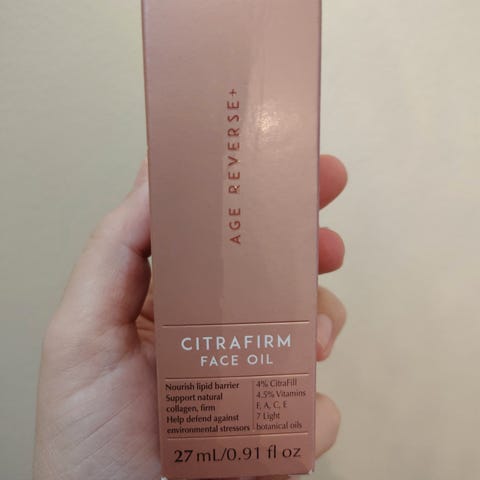 AGE REVERSE+
CITRAFIRM
FACE OIL
Nourish lipid barrier
Support natural
collagen, firm
Help defend against
environmental stressors
4% CitraFill
4.5% Vitamins
F, A, C, E
7 Light
botanical oils
27 mL/0.91 fl oz